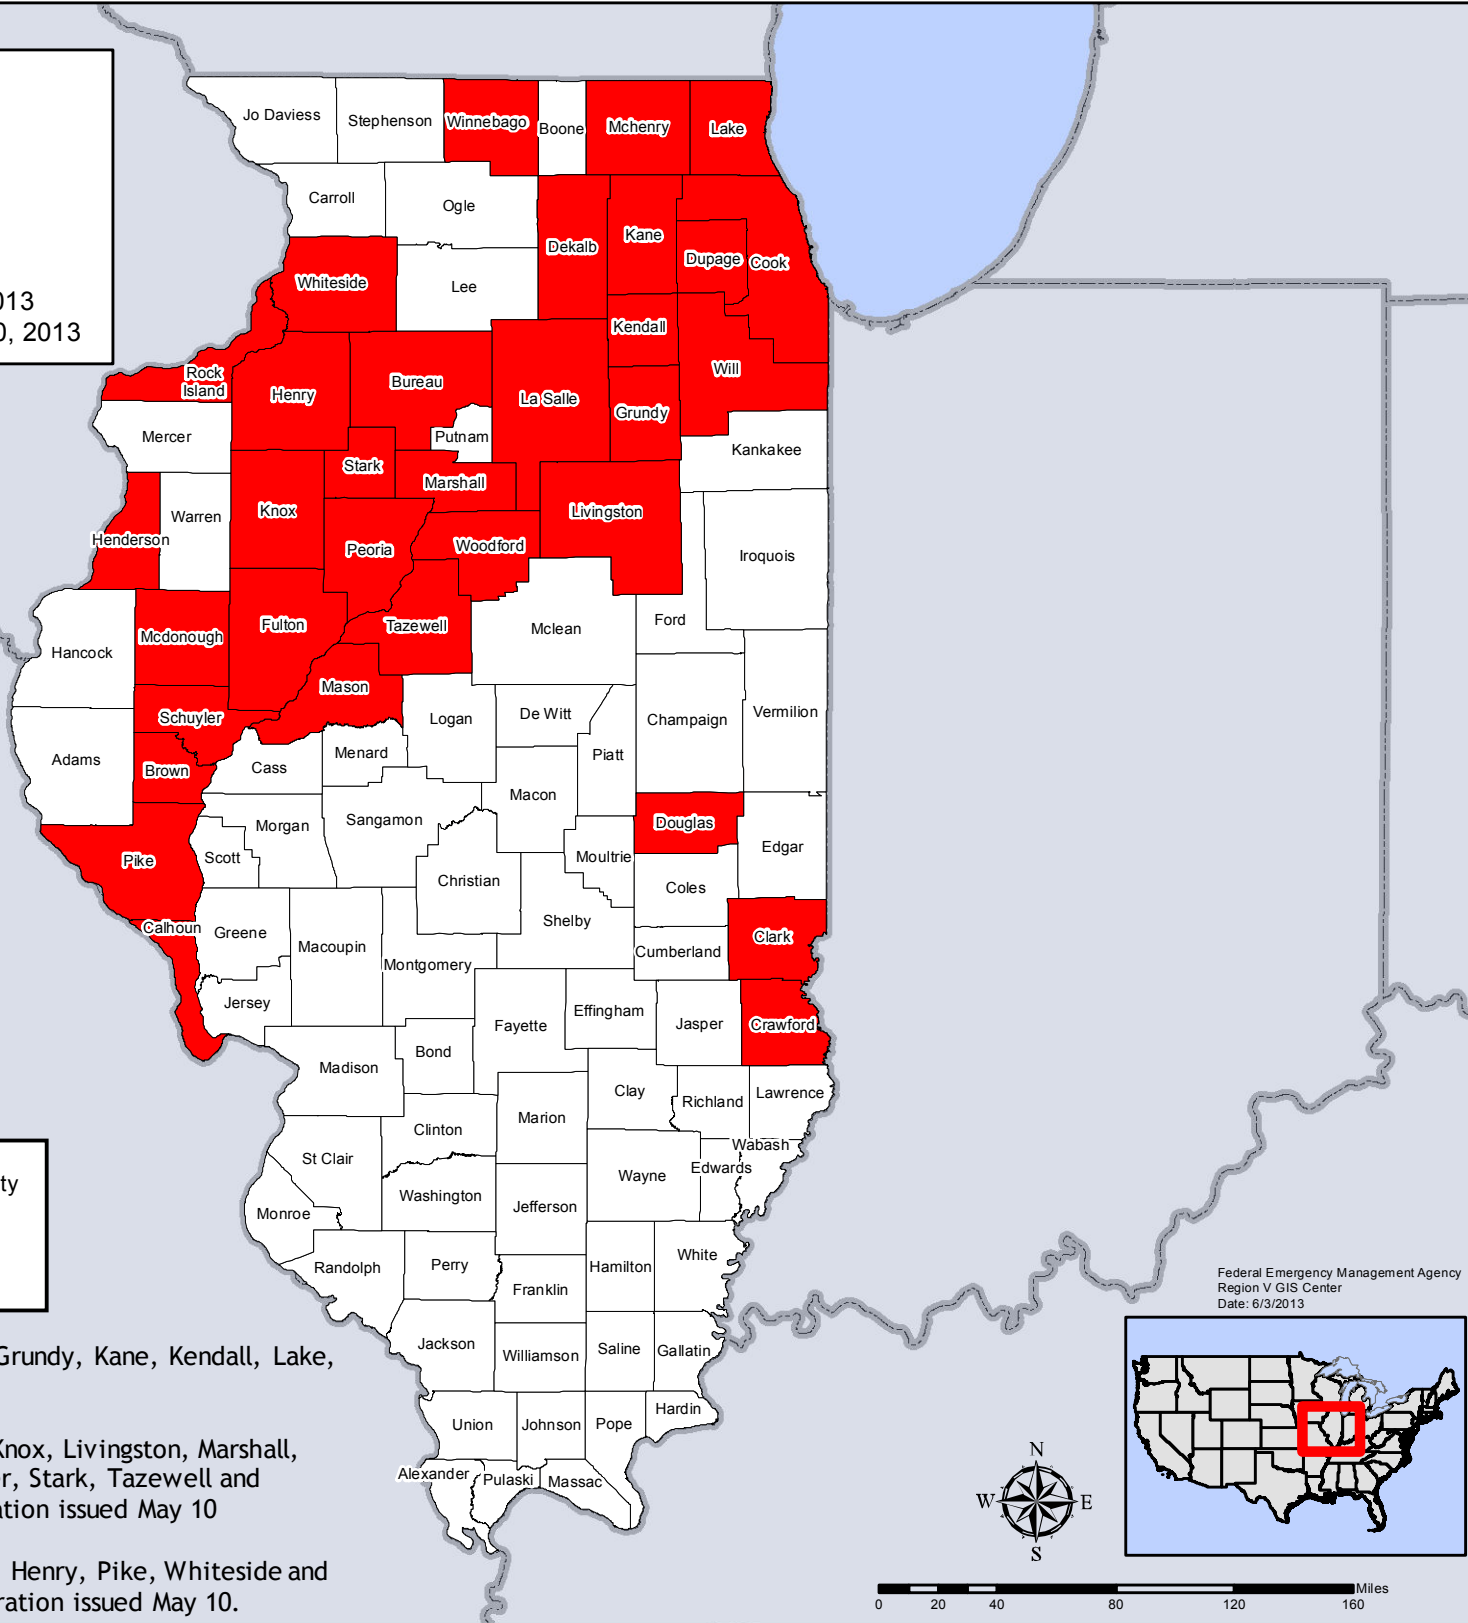 013
0, 2013
Jo Daviess
Stephenson
Winnebago
Boone
Mchenry
Lake
Carroll
Ogle
Dekalb
Kane
Dupage
Cook
Whiteside
Lee
Kendall
Rock
Island
Henry
Bureau
La Salle
Will
Grundy
Mercer
Putnam
Kankakee
Stark
Marshall
Knox
Livingston
Warren
Henderson
Peoria
Woodford
Iroquois
Ford
Mcdonough
Fulton
Tazewell
Mclean
Hancock
Mason
Schuyler
Logan
De Witt
Champaign
Vermilion
Adams
Brown
Cass
Menard
Piatt
Macon
Morgan
Sangamon
Douglas
Edgar
Pike
Scott
Christian
Moultrie
Coles
Calhoun
Greene
Macoupin
Montgomery
Shelby
Cumberland
Clark
Jersey
Fayette
Effingham
Jasper
Crawford
Madison
Bond
Clay
Richland
Lawrence
Marion
Clinton
St Clair
Wabash
Edwards
Wayne
Washington
Jefferson
Monroe
Randolph
Perry
Franklin
Hamilton
White
Jackson
Williamson
Saline
Gallatin
Union
Johnson
Pope
Hardin
Alexander
Pulaski
Massac
ty
Grundy, Kane, Kendall, Lake,
Knox, Livingston, Marshall,
er, Stark, Tazewell and
ation issued May 10
Henry, Pike, Whiteside and
ration issued May 10.
Federal Emergency Management Agency
Region V GIS Center
Date: 6/3/2013
N
W
E
S
Miles
0 20 40 80 120 160